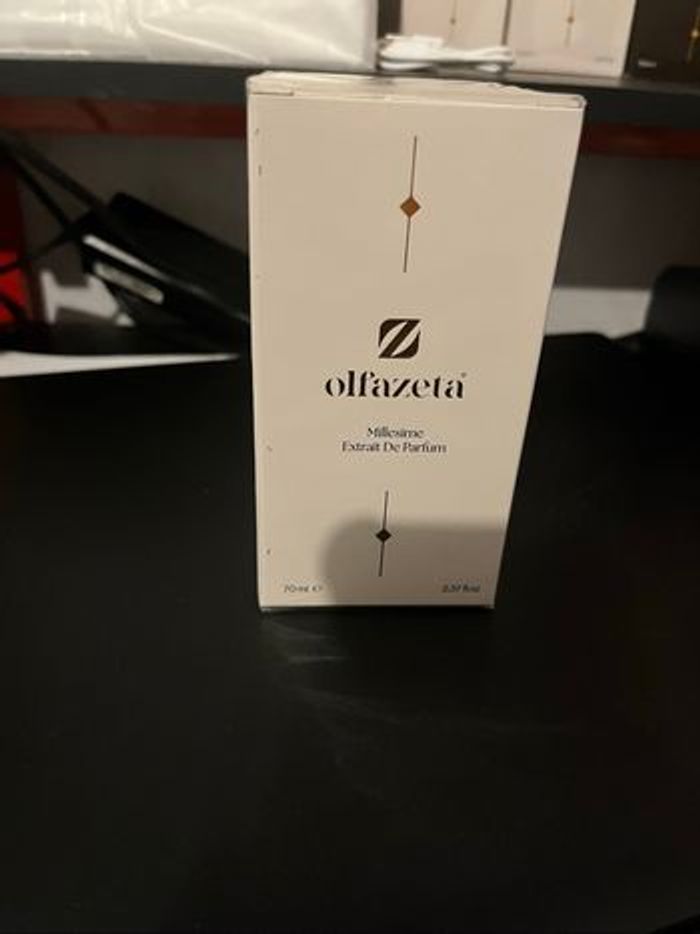 olfazeta®
Millesime
Extrait De Parfum
70 ml ℮ 2.37 fl.oz